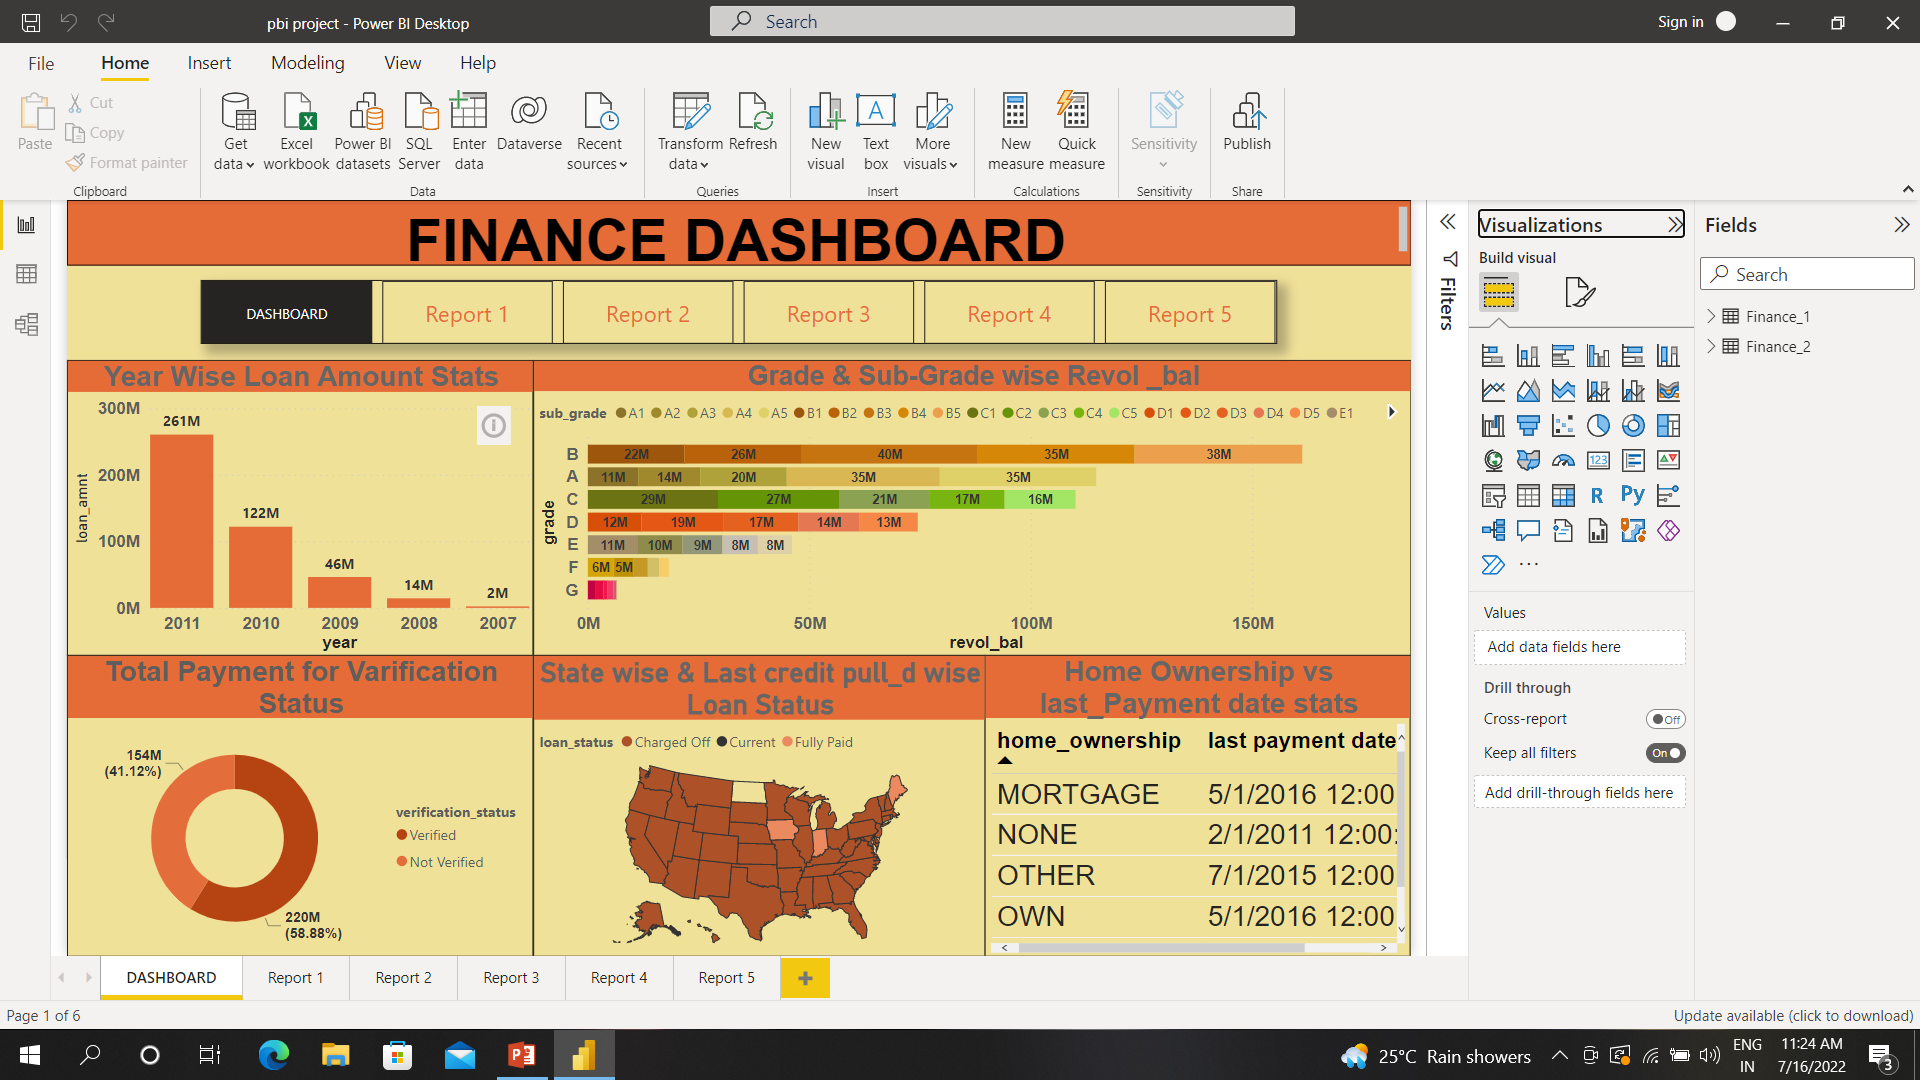 pbi project - Power BI Desktop
Search
Sign in
File Home Insert Modeling View Help
Paste
Cut
Copy
Format painter
Clipboard
Get data
Excel workbook
Power BI datasets
SQL Server
Enter data
Dataverse
Recent sources
Data
Transform data
Refresh
Queries
New visual
Text box
More visuals
Insert
New measure
Quick measure
Calculations
Sensitivity
Sensitivity
Publish
Share
FINANCE DASHBOARD
DASHBOARD Report 1 Report 2 Report 3 Report 4 Report 5
Year Wise Loan Amount Stats
loan_amnt
300M
200M
100M
0M
261M
122M
46M
14M
2M
2011 2010 2009 2008 2007
year
Grade & Sub-Grade wise Revol _bal
sub_grade A1 A2 A3 A4 A5 B1 B2 B3 B4 B5 C1 C2 C3 C4 C5 D1 D2 D3 D4 D5 E1
grade
B 22M 26M 40M 35M 38M
A 11M 14M 20M 35M 35M
C 29M 27M 21M 17M 16M
D 12M 19M 17M 14M 13M
E 11M 10M 9M 8M 8M
F 6M 5M
G
0M 50M 100M 150M
revol_bal
Total Payment for Varification
Status
154M
(41.12%)
220M
(58.88%)
verification_status
Verified
Not Verified
State wise & Last credit pull_d wise
Loan Status
loan_status Charged Off Current Fully Paid
Home Ownership vs
last_Payment date stats
home_ownership last payment date
MORTGAGE 5/1/2016 12:00
NONE 2/1/2011 12:00:
OTHER 7/1/2015 12:00
OWN 5/1/2016 12:00
Filters
Visualizations
Build visual
R Py
123
Values
Add data fields here
Drill through
Cross-report Off
Keep all filters On
Add drill-through fields here
Fields
Search
Finance_1
Finance_2
DASHBOARD Report 1 Report 2 Report 3 Report 4 Report 5
Page 1 of 6
Update available (click to download)
25°C Rain showers
ENG
IN
11:24 AM
7/16/2022
3